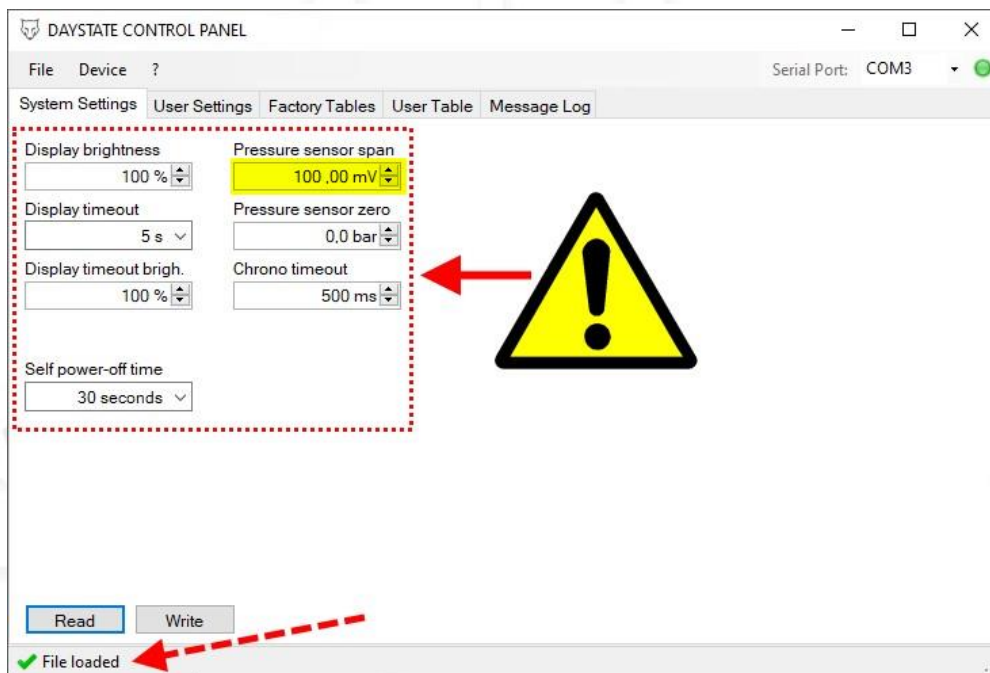 DAYSTATE CONTROL PANEL
File Device ? Serial Port: COM3
System Settings User Settings Factory Tables User Table Message Log
Display brightness Pressure sensor span
100 % 100 ,00 mV
Display timeout Pressure sensor zero
5 s 0,0 bar
Display timeout brigh. Chrono timeout
100 % 500 ms
Self power-off time
30 seconds
Read Write
File loaded